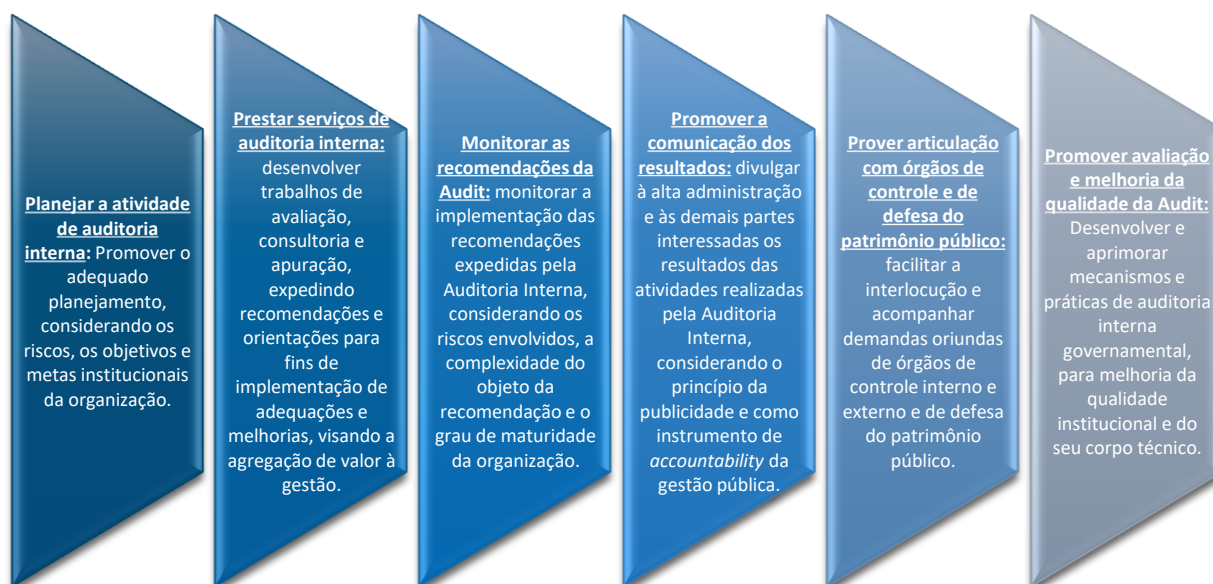 Planejar a atividade
de auditoria
interna: Promover o
adequado
planejamento,
considerando os
riscos, os objetivos e
metas institucionais
da organização.
Prestar serviços de
auditoria interna:
desenvolver
trabalhos de
avaliação,
consultoria e
apuração,
expedindo
recomendações e
orientações para
fins de
implementação de
adequações e
melhorias, visando a
agregação de valor à
gestão.
Monitorar as
recomendações da
Audit: monitorar a
implementação das
recomendações
expedidas pela
Auditoria Interna,
considerando os
riscos envolvidos, a
complexidade do
objeto da
recomendação e o
grau de maturidade
da organização.
Promover a
comunicação dos
resultados: divulgar
à alta administração
e às demais partes
interessadas os
resultados das
atividades realizadas
pela Auditoria
Interna,
considerando o
princípio da
publicidade e como
instrumento de
accountability da
gestão pública.
Prover articulação
com órgãos de
controle e de
defesa do
patrimônio público:
facilitar a
interlocução e
acompanhar
demandas oriundas
de órgãos de
controle interno e
externo e de defesa
do patrimônio
público.
Promover avaliação
e melhoria da
qualidade da Audit:
Desenvolver e
aprimorar
mecanismos e
práticas de auditoria
interna
governamental,
para melhoria da
qualidade
institucional e do
seu corpo técnico.